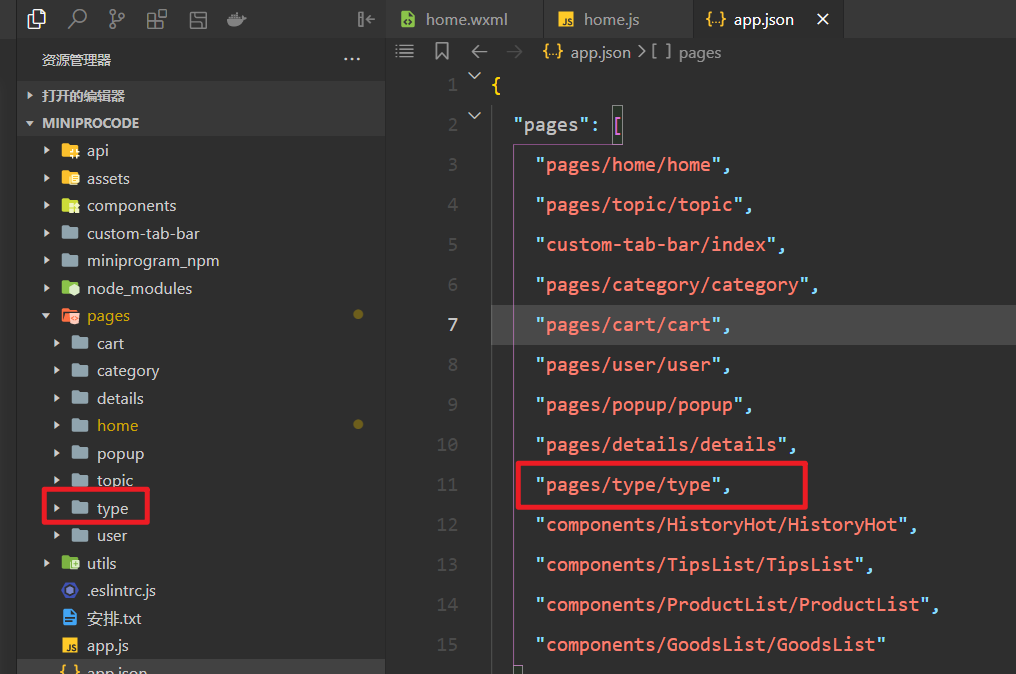 home.wxml
JS home.js
{..} app.json
资源管理器
打开的编辑器
MINIPROCODE
api
assets
components
custom-tab-bar
miniprogram_npm
node_modules
pages
cart
category
details
home
popup
topic
type
user
utils
.eslintrc.js
安排.txt
JS app.js
app.json
{..} app.json > [ ] pages
1 {
2 "pages": [
3 "pages/home/home",
4 "pages/topic/topic",
5 "custom-tab-bar/index",
6 "pages/category/category",
7 "pages/cart/cart",
8 "pages/user/user",
9 "pages/popup/popup",
10 "pages/details/details",
11 "pages/type/type",
12 "components/HistoryHot/HistoryHot",
13 "components/TipsList/TipsList",
14 "components/ProductList/ProductList",
15 "components/GoodsList/GoodsList"